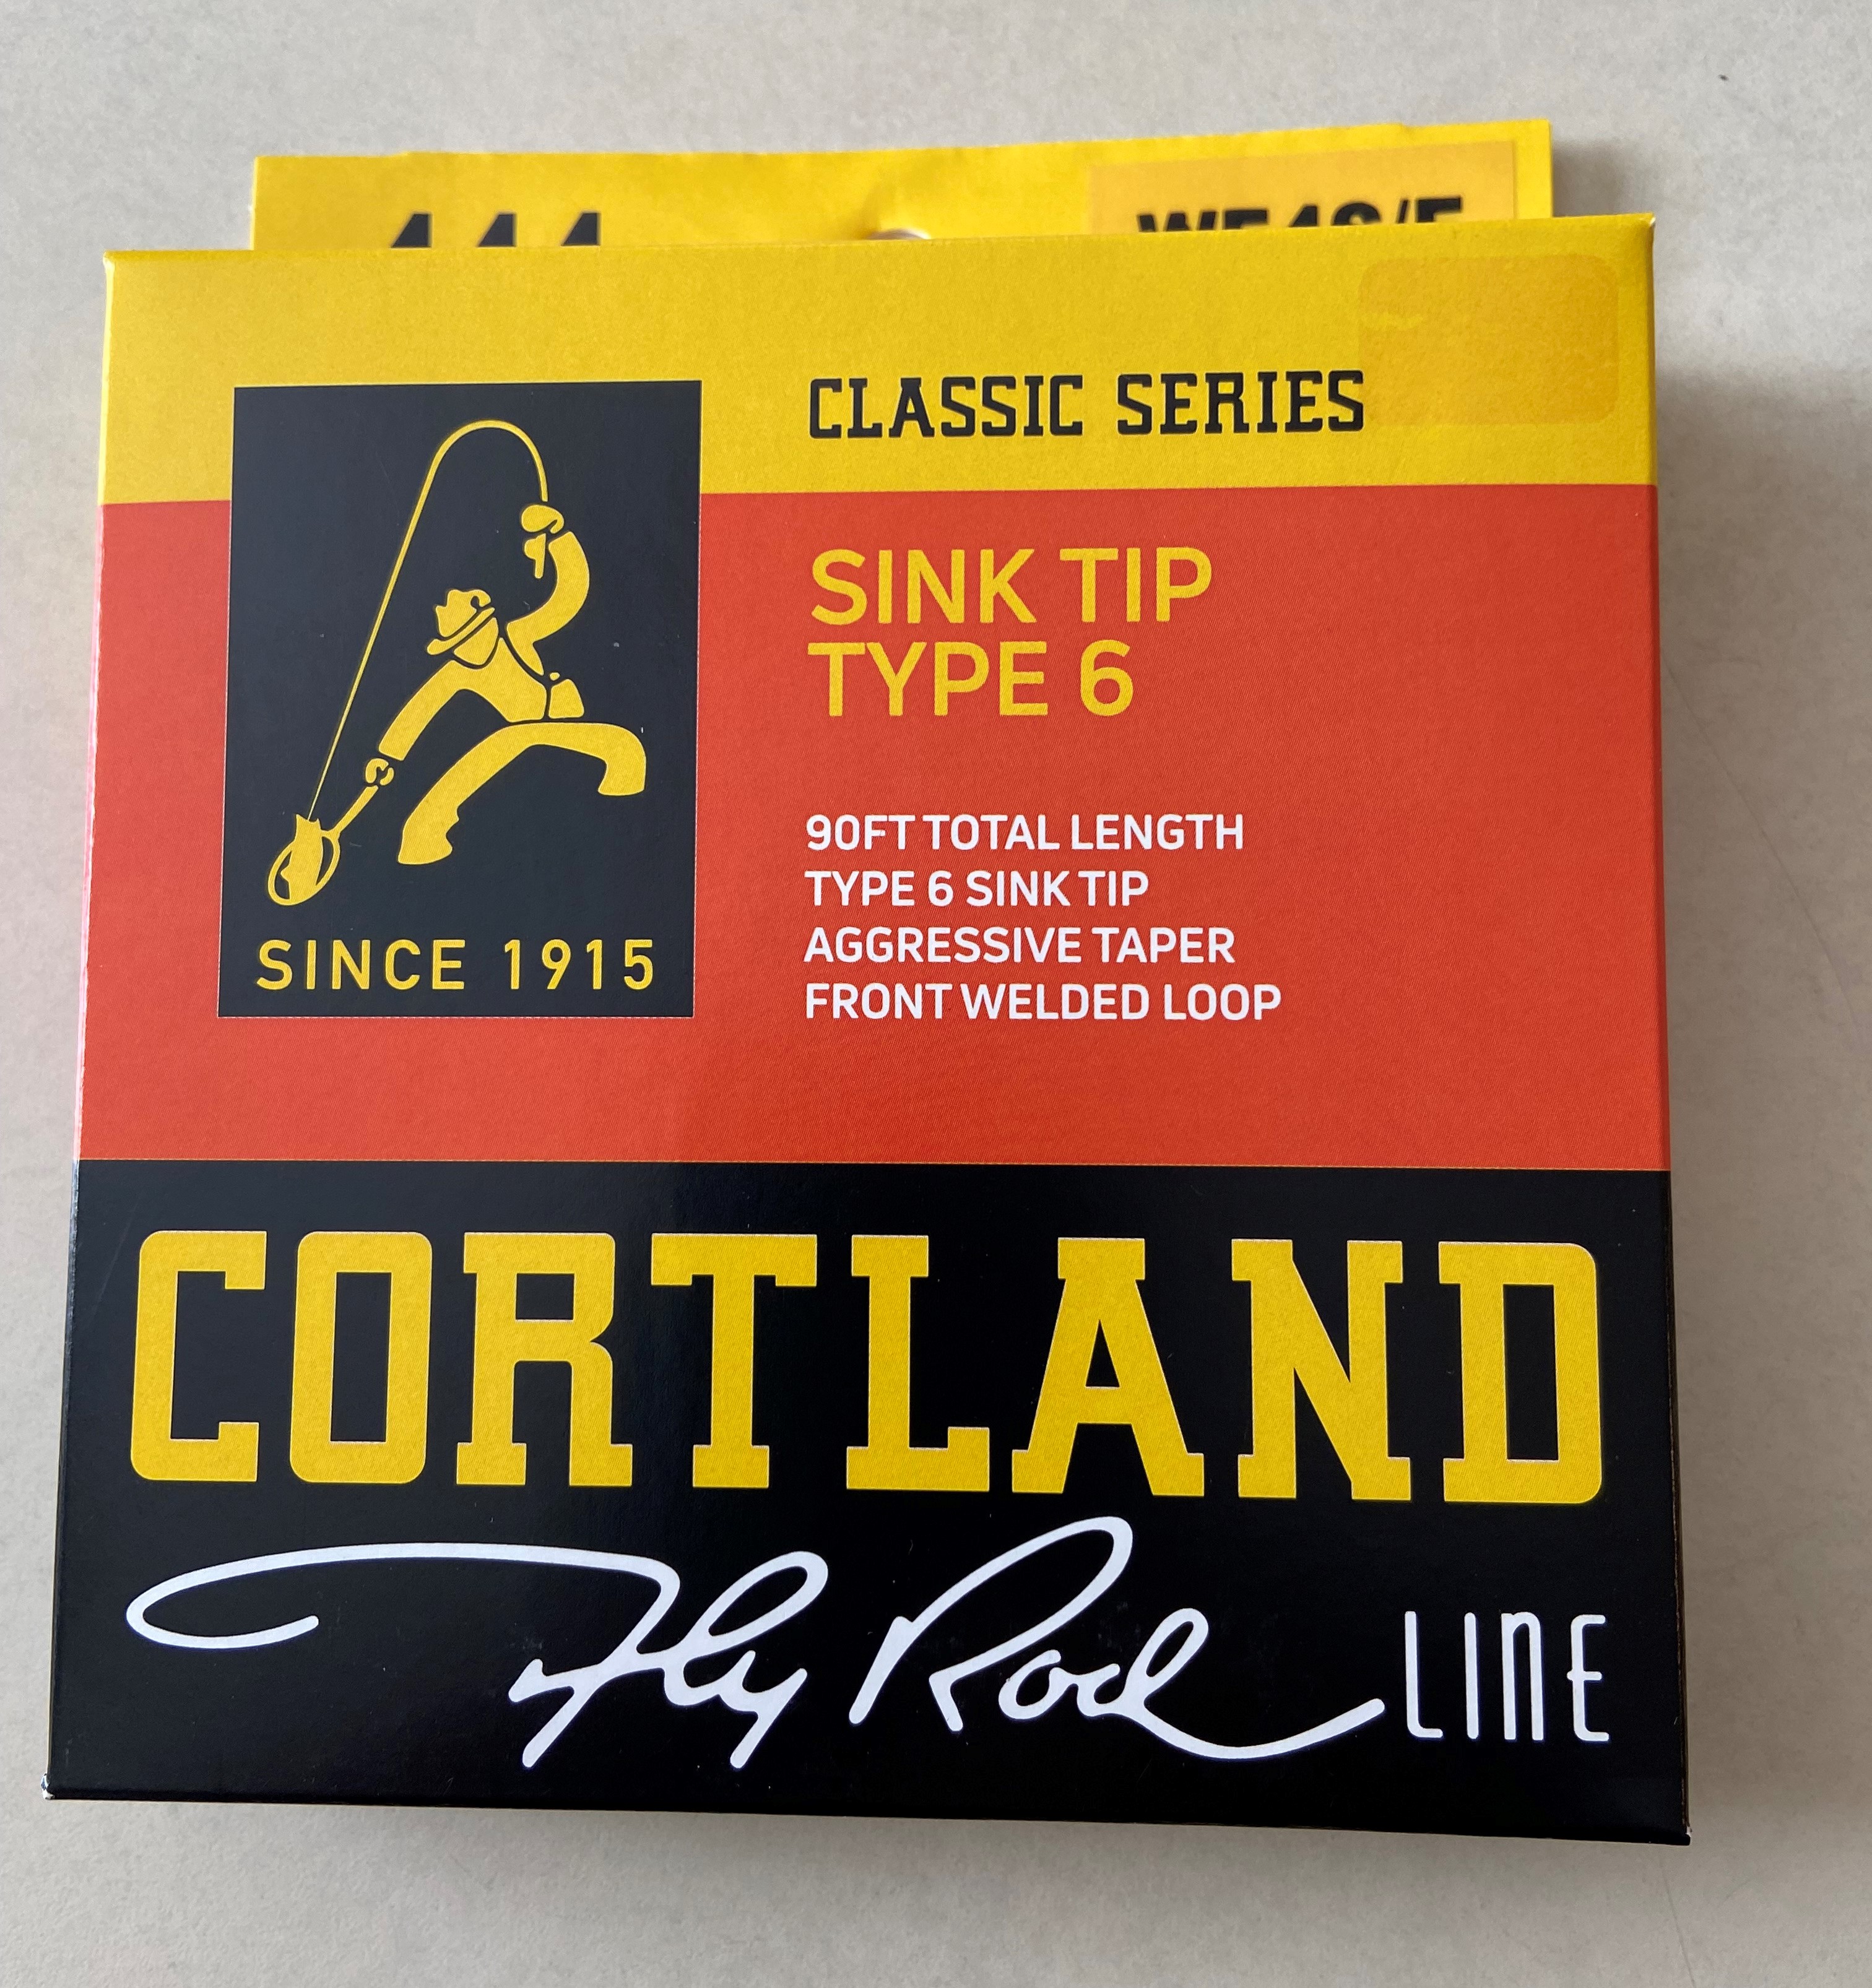 444
CLASSIC SERIES
SINK TIP
TYPE 6
90FT TOTAL LENGTH
TYPE 6 SINK TIP
AGGRESSIVE TAPER
FRONT WELDED LOOP
SINCE 1915
CORTLAND
Fly Rod LINE